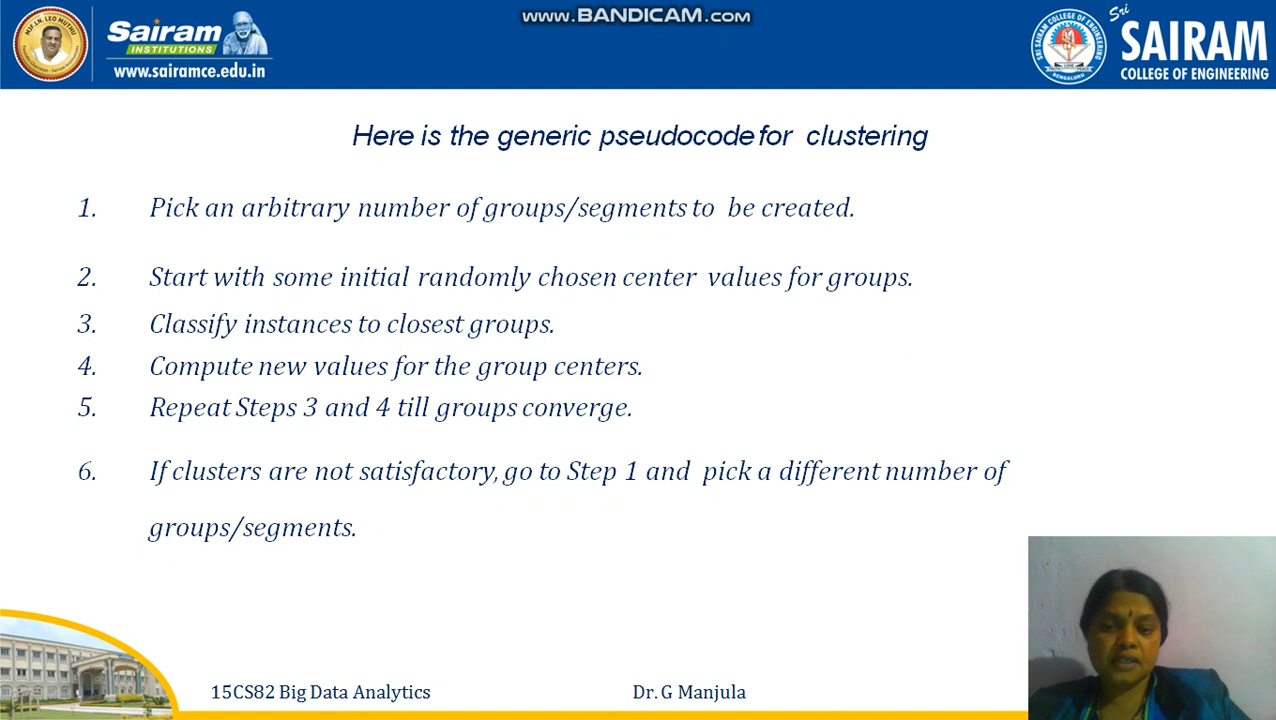 www.BANDICAM.com
Sairam
INSTITUTIONS
www.sairamce.edu.in
Sri
SAIRAM
COLLEGE OF ENGINEERING
Here is the generic pseudocode for clustering
1. Pick an arbitrary number of groups/segments to be created.
2. Start with some initial randomly chosen center values for groups.
3. Classify instances to closest groups.
4. Compute new values for the group centers.
5. Repeat Steps 3 and 4 till groups converge.
6. If clusters are not satisfactory, go to Step 1 and pick a different number of
groups/segments.
15CS82 Big Data Analytics
Dr. G Manjula